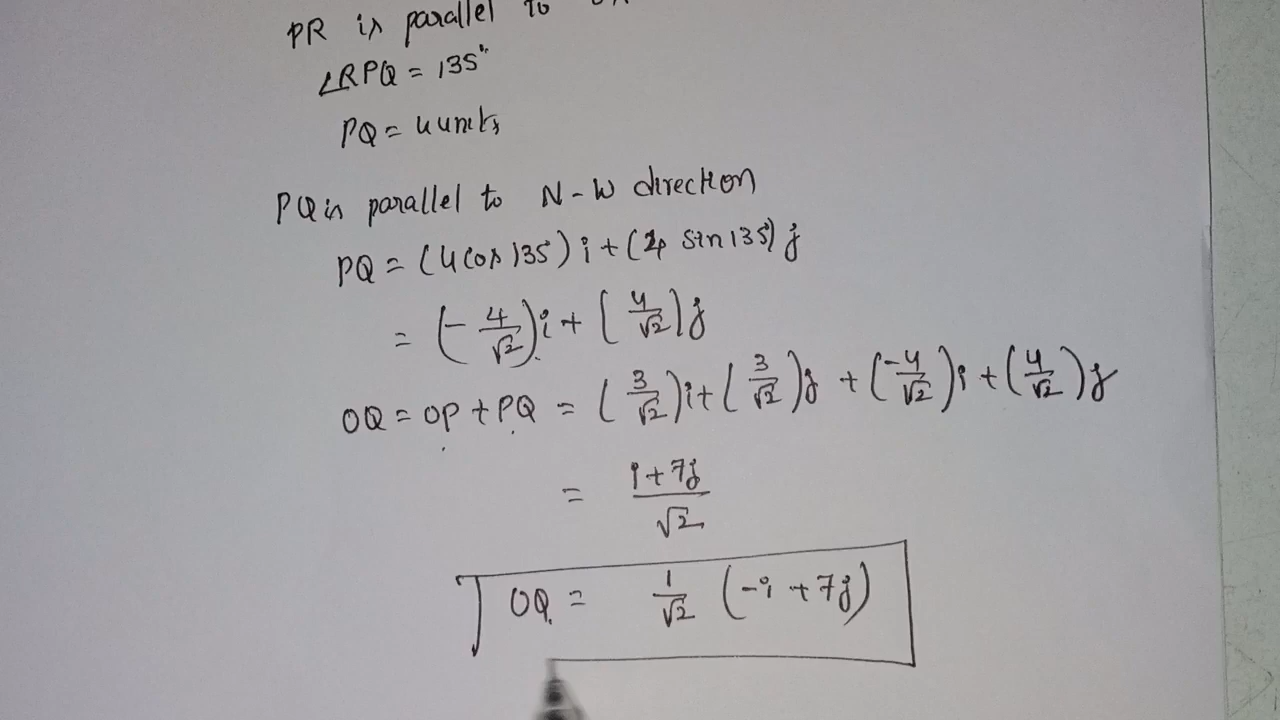 PR is parallel to
∠RPQ = 135°
PQ = 4 units
PQ is parallel to N-W direction
PQ = (4 cos 135) i + (4 sin 135) j
= (- 4/√2) i + (4/√2) j
OQ = OP + PQ = (3/√2) i + (3/√2) j + (-4/√2) i + (4/√2) j
= i + 7j / √2
OQ = 1/√2 (-i + 7j)